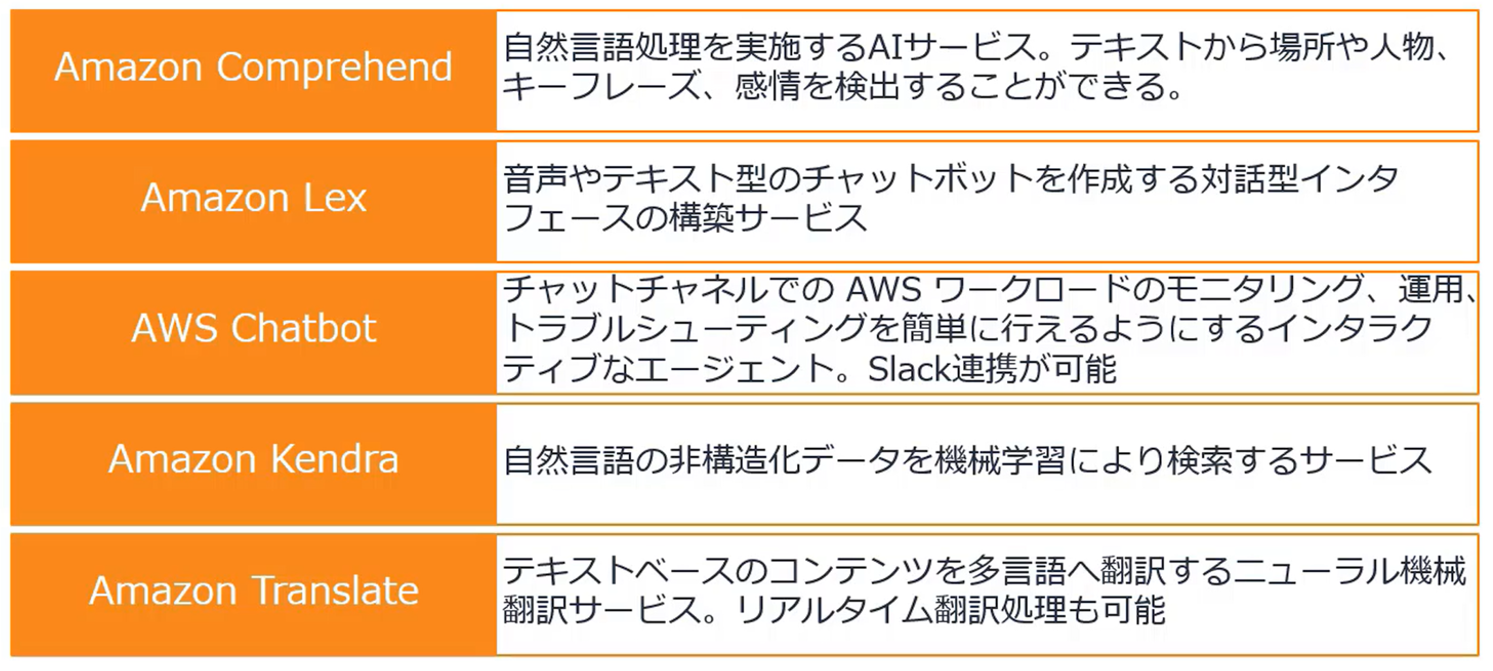 Amazon Comprehend
自然言語処理を実施するAIサービス。テキストから場所や人物、
キーフレーズ、感情を検出することができる。
Amazon Lex
音声やテキスト型のチャットボットを作成する対話型インタ
フェースの構築サービス
AWS Chatbot
チャットチャネルでの AWS ワークロードのモニタリング、運用、
トラブルシューティングを簡単に行えるようにするインタラク
ティブなエージェント。Slack連携が可能
Amazon Kendra
自然言語の非構造化データを機械学習により検索するサービス
Amazon Translate
テキストベースのコンテンツを多言語へ翻訳するニューラル機械
翻訳サービス。リアルタイム翻訳処理も可能